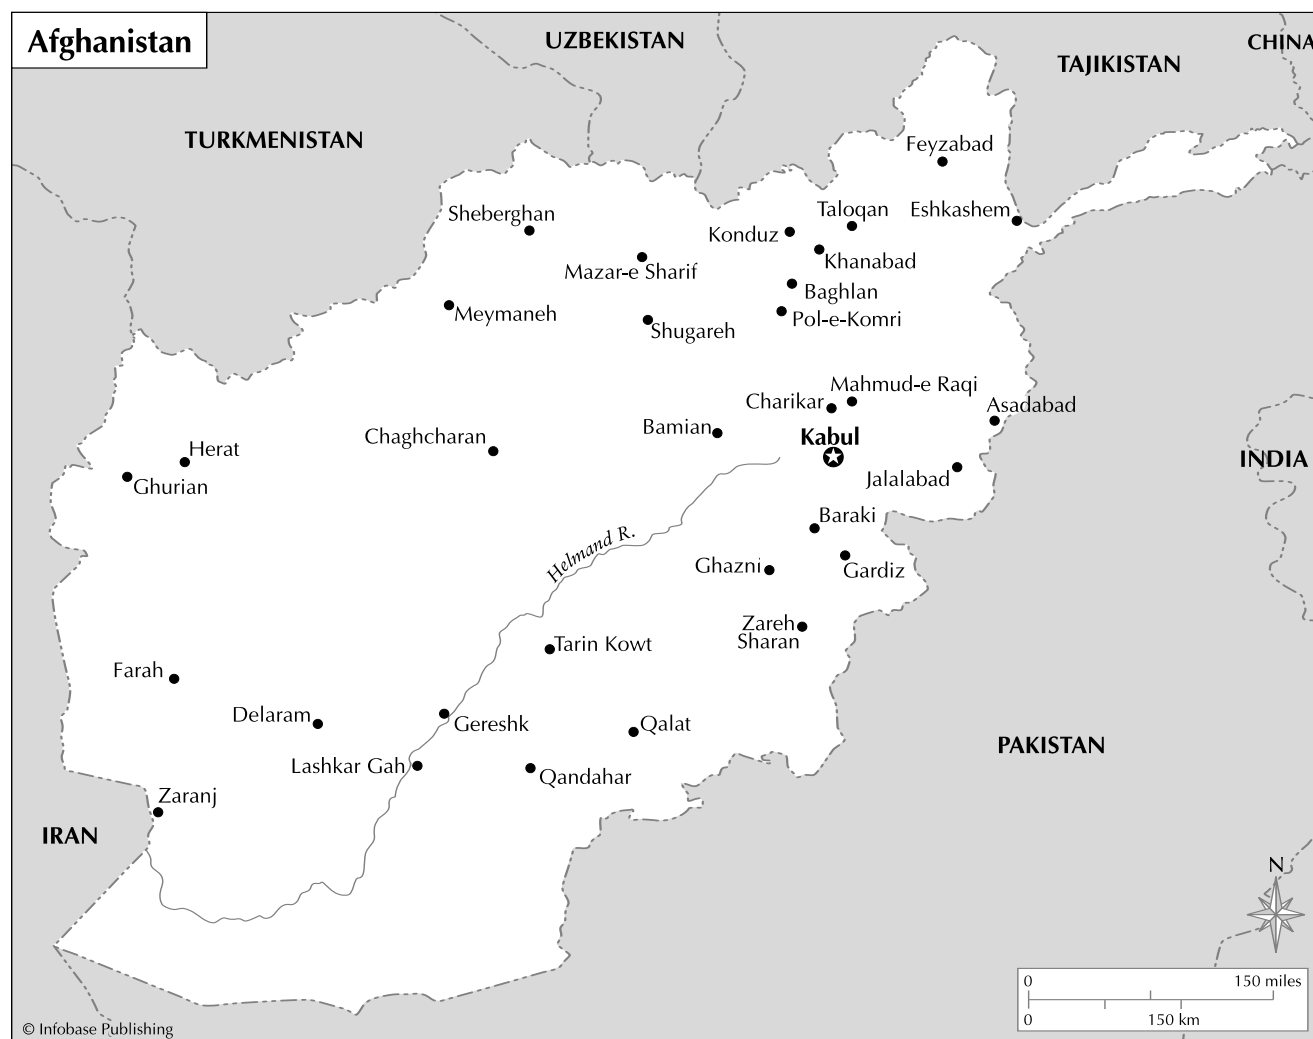 Afghanistan
UZBEKISTAN
CHINA
TAJIKISTAN
TURKMENISTAN
Feyzabad
Sheberghan
Taloqan
Eshkashem
Konduz
Khanabad
Mazar-e Sharif
Baghlan
Meymaneh
Pol-e-Komri
Shugareh
Mahmud-e Raqi
Charikar
Asadabad
Bamian
Chaghcharan
Kabul
Herat
INDIA
Ghurian
Jalalabad
Baraki
Helmand R.
Ghazni
Gardiz
Zareh
Sharan
Tarin Kowt
Farah
Delaram
Gereshk
Qalat
PAKISTAN
Lashkar Gah
Qandahar
Zaranj
IRAN
N
0 150 miles
0 150 km
© Infobase Publishing